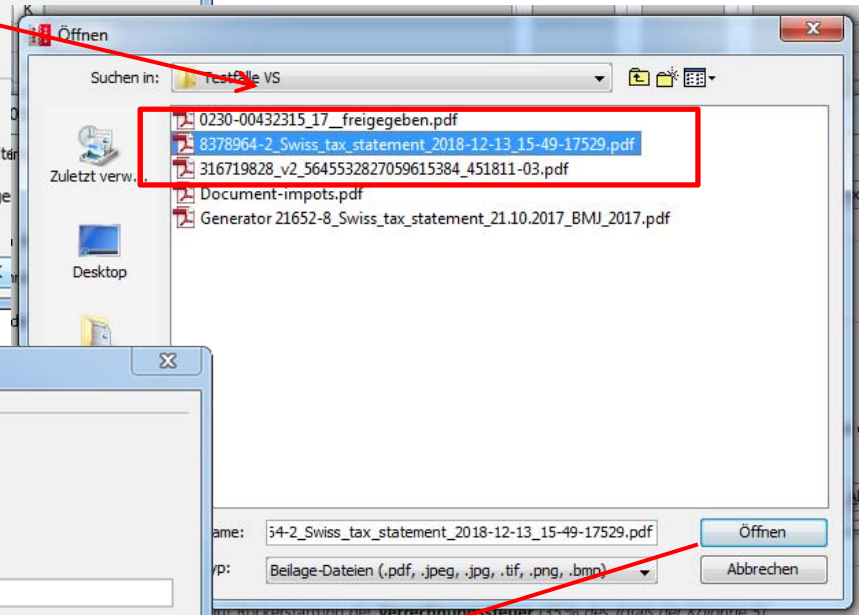 Öffnen
Suchen in: Testfälle VS
0230-00432315_17__freigegeben.pdf
8378964-2_Swiss_tax_statement_2018-12-13_15-49-17529.pdf
316719828_v2_5645532827059615384_451811-03.pdf
Document-impots.pdf
Generator 21652-8_Swiss_tax_statement_21.10.2017_BMJ_2017.pdf
Zuletzt verw....
Desktop
ame: 54-2_Swiss_tax_statement_2018-12-13_15-49-17529.pdf Öffnen
yp: Beilage-Dateien (.pdf, .jpeg, .jpg, .tif, .png, .bmp) Abbrechen